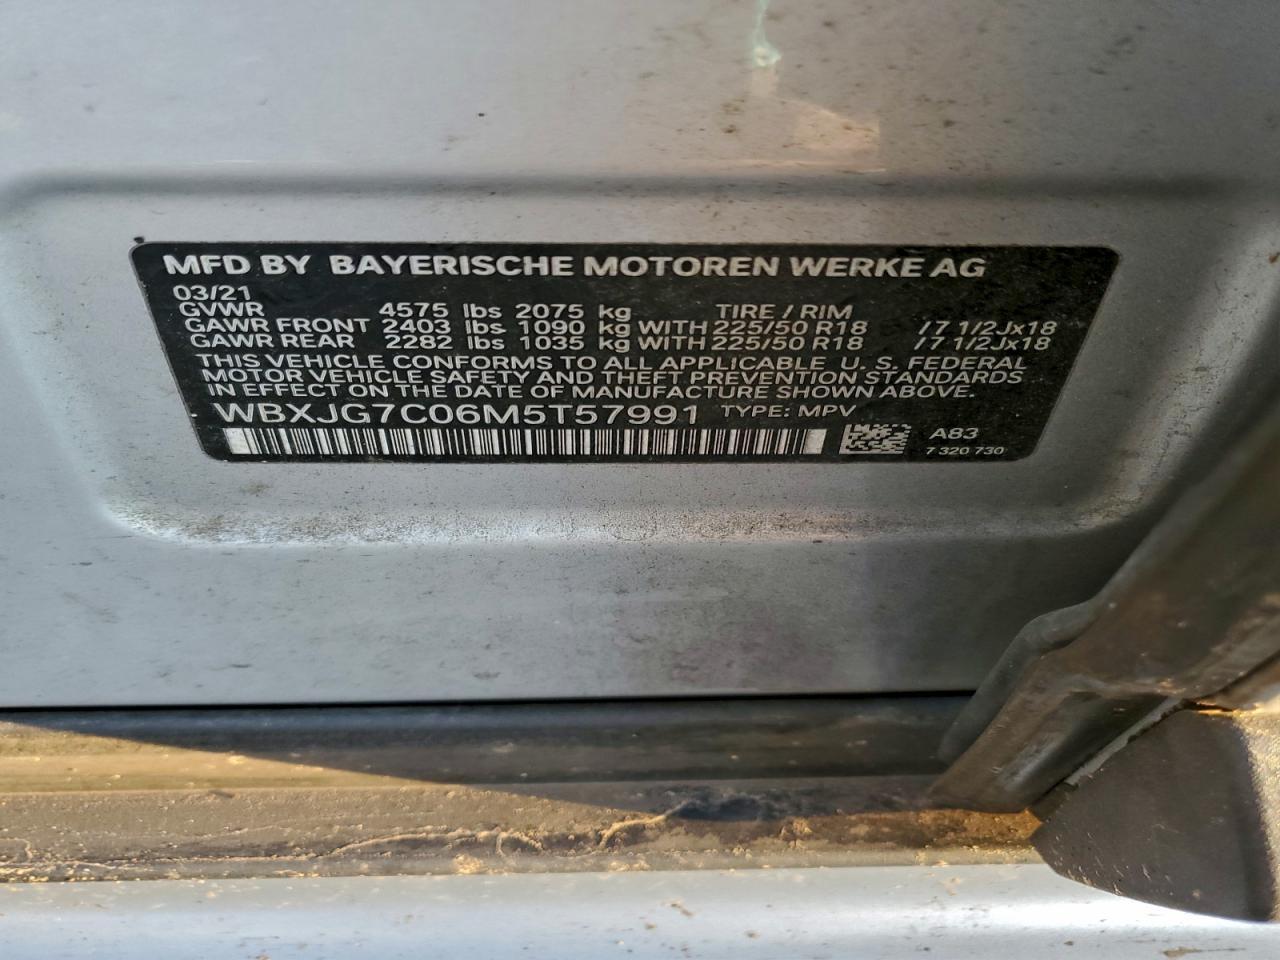 MFD BY BAYERISCHE MOTOREN WERKE AG
03/21
GVWR 4575 lbs 2075 kg TIRE / RIM
GAWR FRONT 2403 lbs 1090 kg WITH 225/50 R18 /7 1/2Jx18
GAWR REAR 2282 lbs 1035 kg WITH 225/50 R18 /7 1/2Jx18
THIS VEHICLE CONFORMS TO ALL APPLICABLE U. S. FEDERAL
MOTOR VEHICLE SAFETY AND THEFT PREVENTION STANDARDS
IN EFFECT ON THE DATE OF MANUFACTURE SHOWN ABOVE.
WBXJG7C06M5T57991 TYPE: MPV
A83
7 320 730